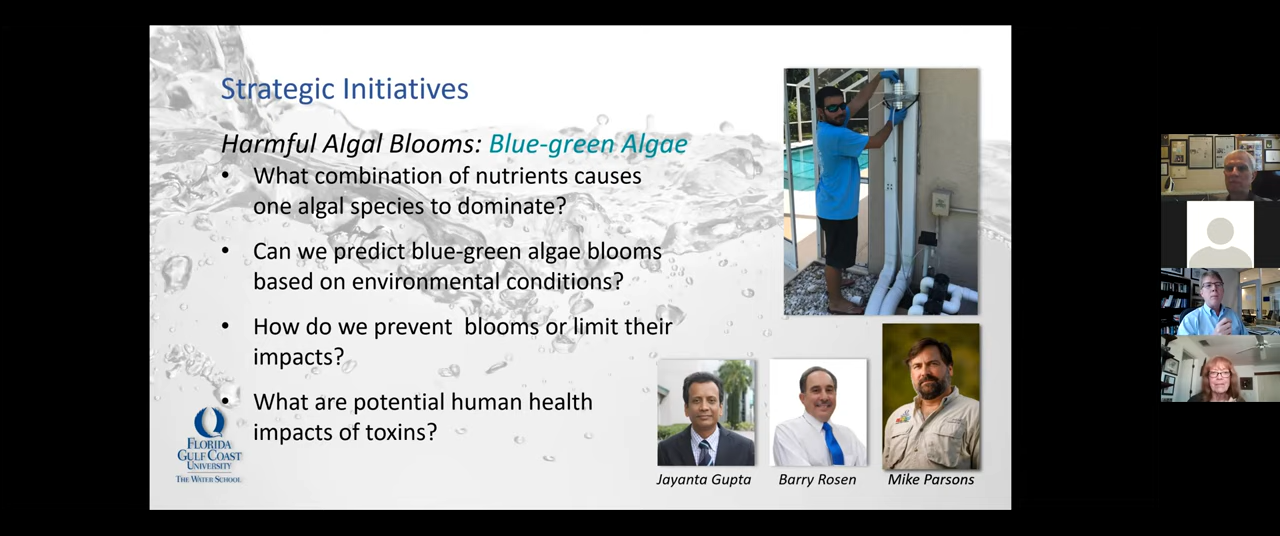 Strategic Initiatives
Harmful Algal Blooms: Blue-green Algae
• What combination of nutrients causes
one algal species to dominate?
• Can we predict blue-green algae blooms
based on environmental conditions?
• How do we prevent  blooms or limit their
impacts?
• What are potential human health
impacts of toxins?
FLORIDA
GULF COAST
UNIVERSITY
THE WATER SCHOOL
Jayanta Gupta
Barry Rosen
Mike Parsons